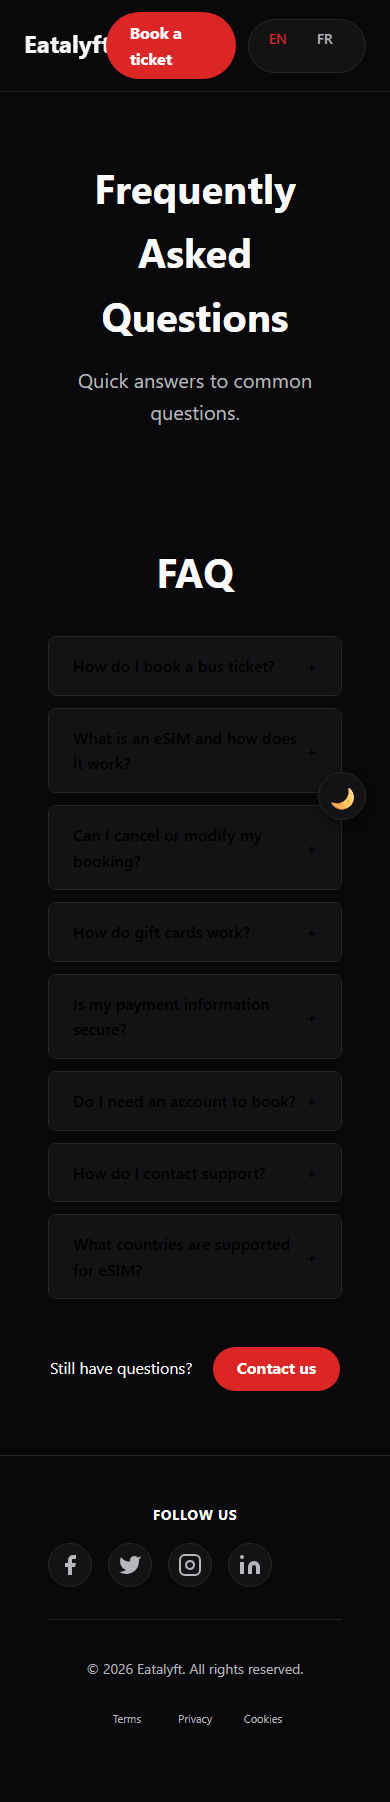 Eatalyft
Book a
ticket
EN FR
Frequently
Asked
Questions
Quick answers to common
questions.
FAQ
How do I book a bus ticket? +
What is an eSIM and how does
it work? +
Can I cancel or modify my
booking? +
How do gift cards work? +
Is my payment information
secure? +
Do I need an account to book? +
How do I contact support? +
What countries are supported
for eSIM? +
Still have questions? Contact us
FOLLOW US
© 2026 Eatalyft. All rights reserved.
Terms Privacy Cookies